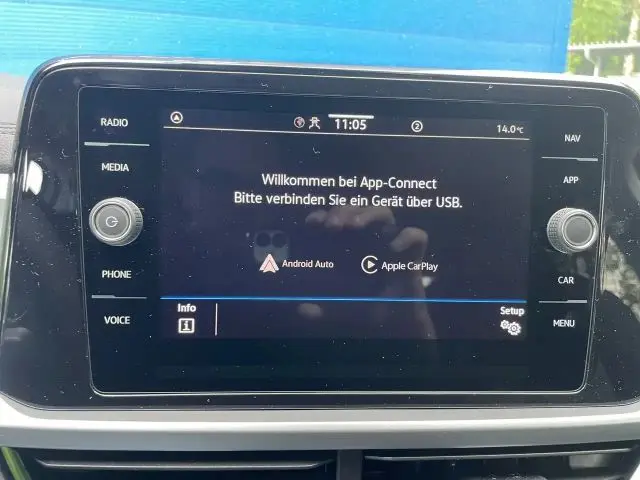 RADIO
MEDIA
PHONE
VOICE
11:05
2
14.0°C
Willkommen bei App-Connect
Bitte verbinden Sie ein Gerät über USB.
Android Auto
Apple CarPlay
Info
i
Setup
NAV
APP
CAR
MENU